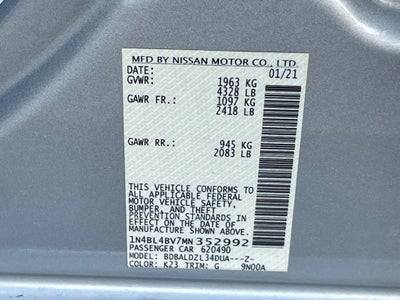 MFD BY NISSAN MOTOR CO., LTD.
DATE: 01/21
GVWR: 1963 KG
4328 LB
GAWR FR.: 1097 KG
2418 LB
GAWR RR.: 945 KG
2083 LB
THIS VEHICLE CONFORMS TO
ALL APPLICABLE FEDERAL
MOTOR VEHICLE SAFETY,
BUMPER, AND THEFT
PREVENTION STANDARDS IN
EFFECT ON THE DATE OF
MANUFACTURE SHOWN ABOVE.
1N4BL4BV7MN352992
PASSENGER CAR 620490
MODEL: BDBALDZL34DUA---Z-
COLOR: K23 TRIM: G 9N00A